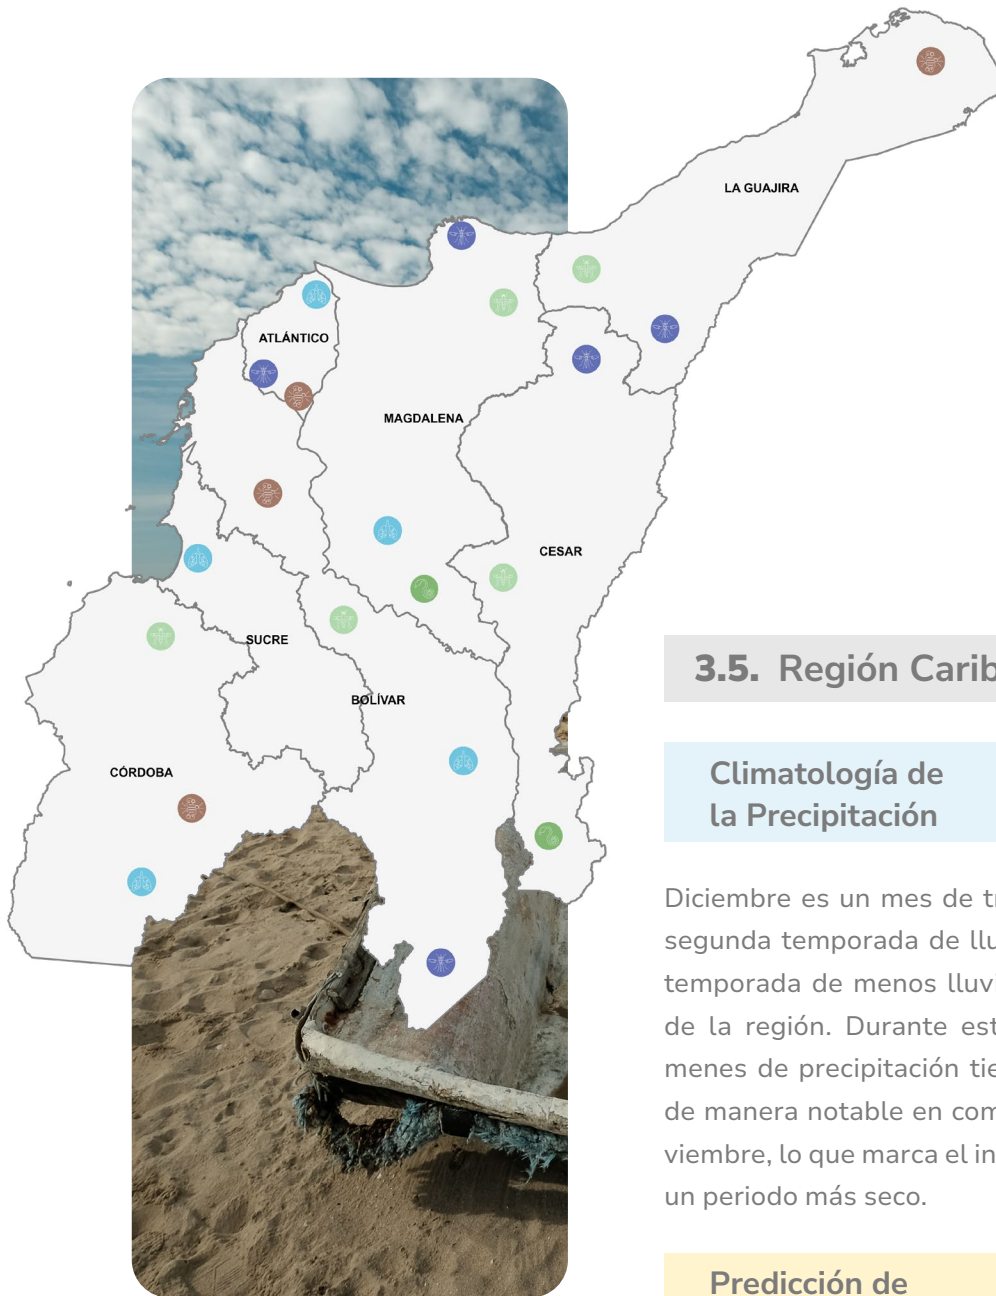 LA GUAJIRA
ATLÁNTICO
MAGDALENA
CESAR
SUCRE
BOLÍVAR
CÓRDOBA
3.5. Región Carib
Climatología de
la Precipitación
Diciembre es un mes de tr
segunda temporada de llu
temporada de menos lluv
de la región. Durante est
menes de precipitación tie
de manera notable en com
viembre, lo que marca el in
un periodo más seco.
Predicción de